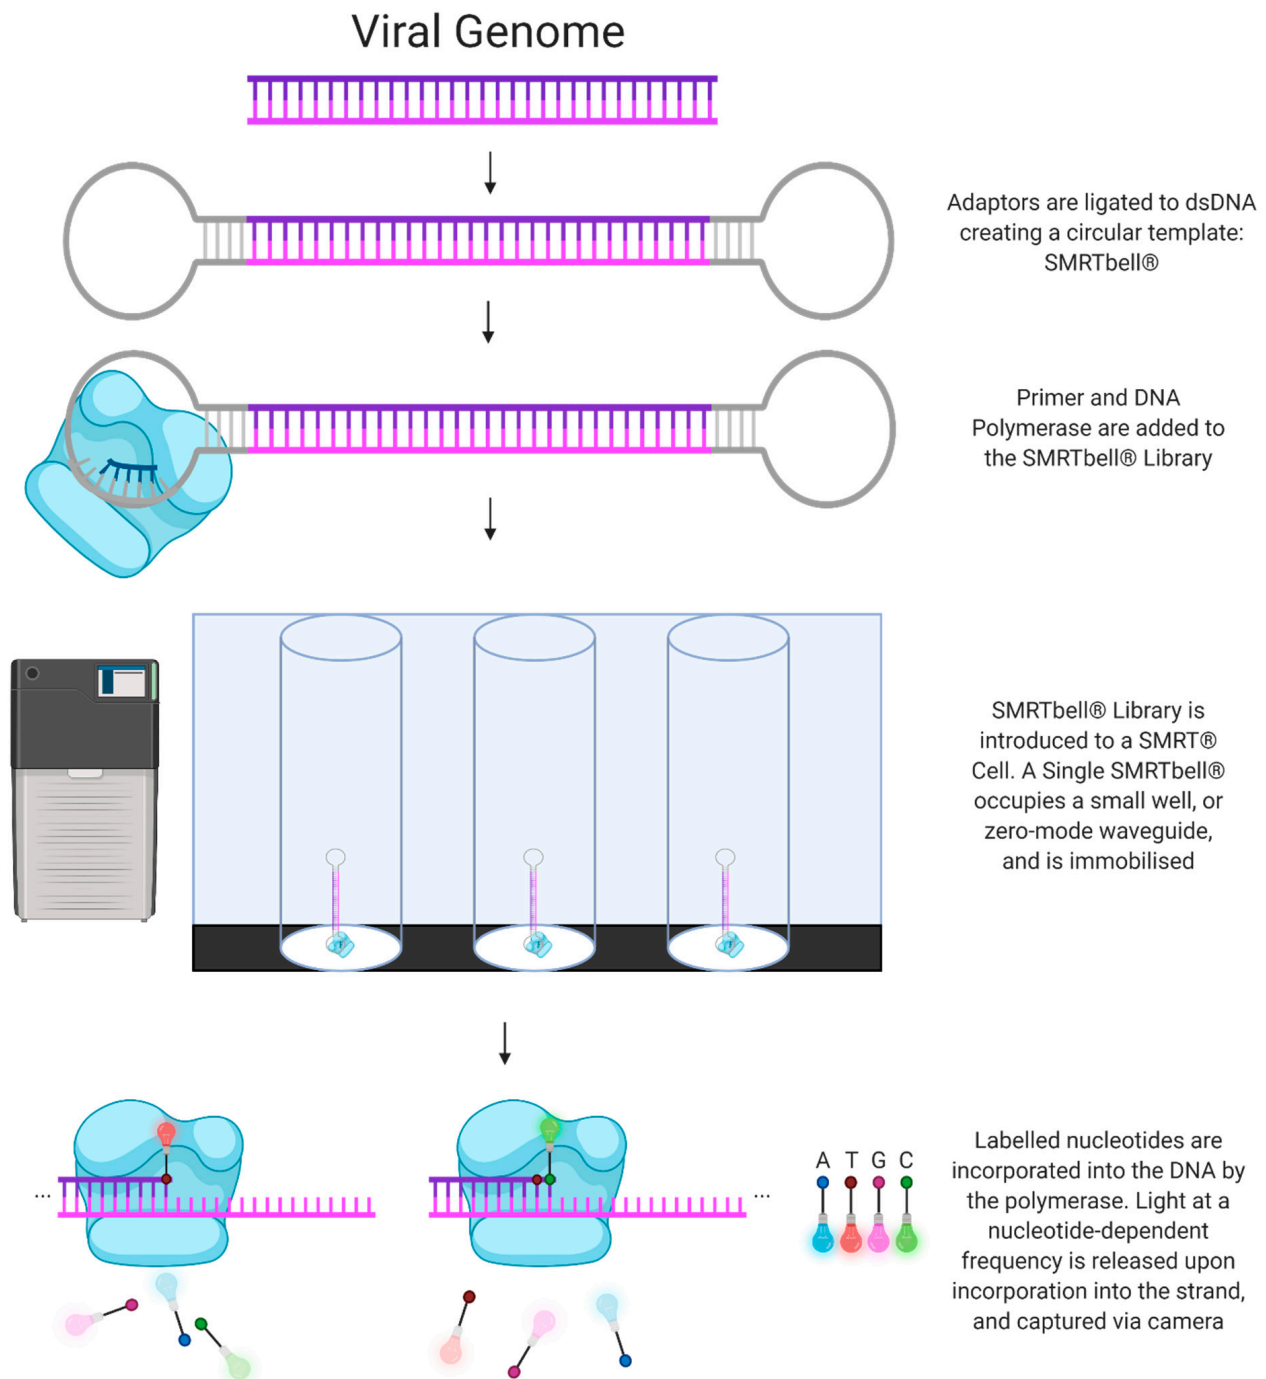 Viral Genome
Adaptors are ligated to dsDNA
creating a circular template:
SMRTbell®
Primer and DNA
Polymerase are added to
the SMRTbell® Library
SMRTbell® Library is
introduced to a SMRT®
Cell. A Single SMRTbell®
occupies a small well, or
zero-mode waveguide,
and is immobilised
...
...
A T G C
Labelled nucleotides are
incorporated into the DNA by
the polymerase. Light at a
nucleotide-dependent
frequency is released upon
incorporation into the strand,
and captured via camera